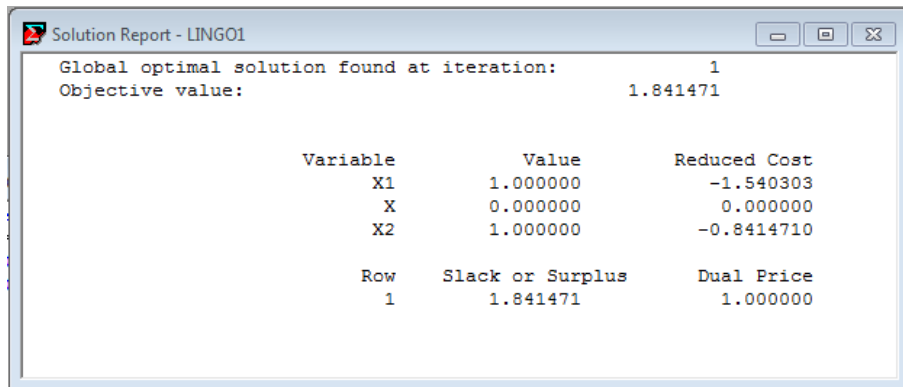 Solution Report - LINGO1
Global optimal solution found at iteration: 1
Objective value: 1.841471
Variable Value Reduced Cost
X1 1.000000 -1.540303
X 0.000000 0.000000
X2 1.000000 -0.8414710
Row Slack or Surplus Dual Price
1 1.841471 1.000000